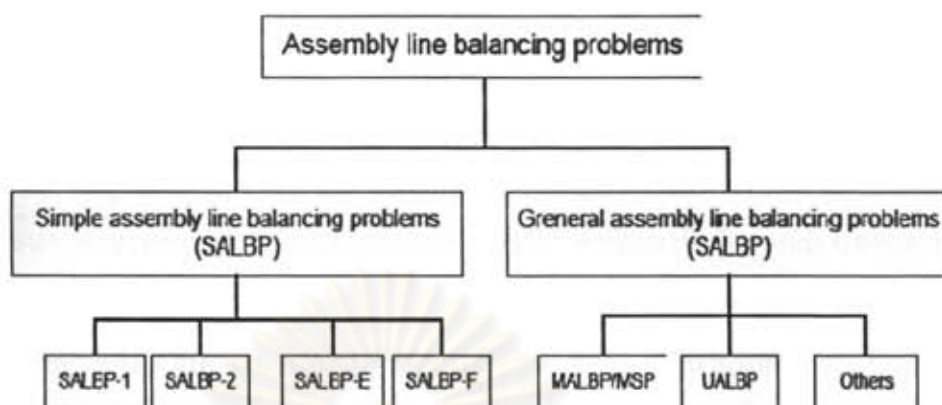 Assembly line balancing problems
Simple assembly line balancing problems
(SALBP)
Greneral assembly line balancing problems
(SALBP)
SALBP-1
SALBP-2
SALBP-E
SALBP-F
MALBP/MSP
UALBP
Others